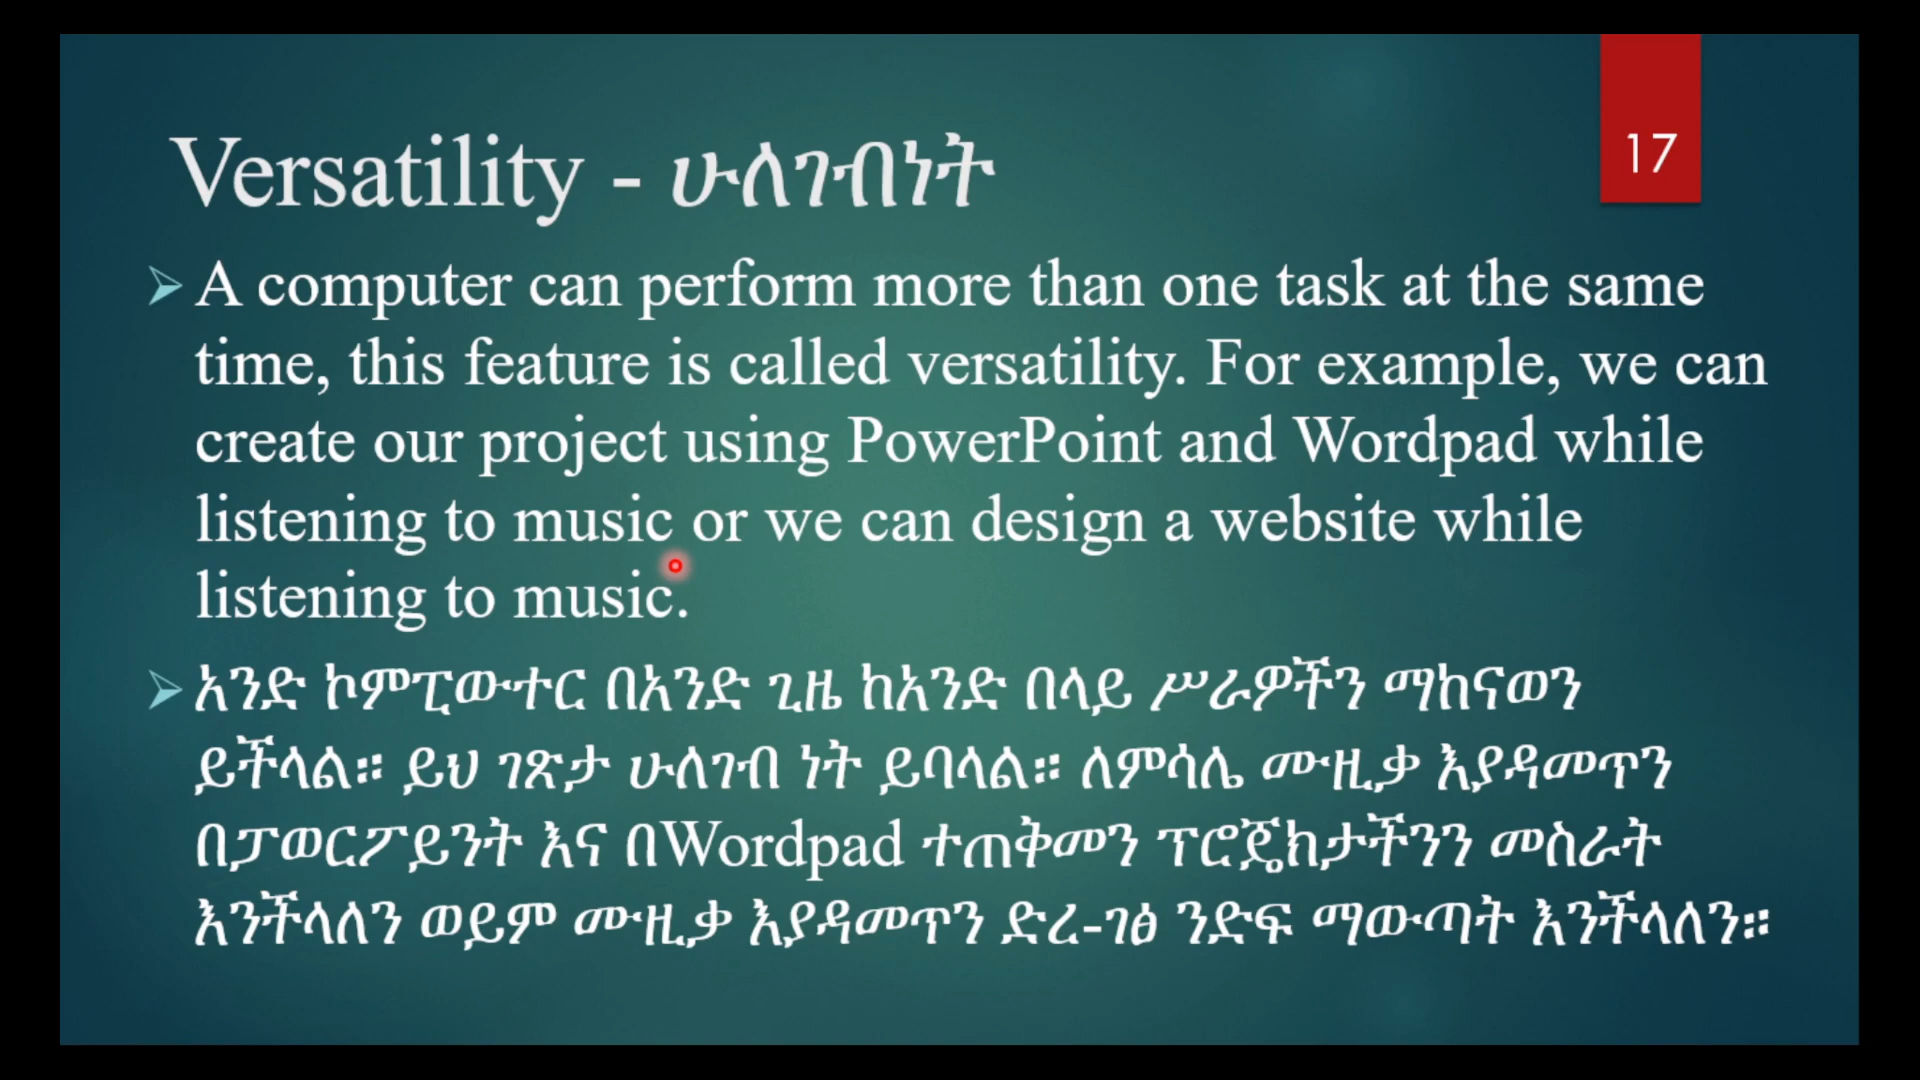 17
Versatility - ሁለገብነት
A computer can perform more than one task at the same
time, this feature is called versatility. For example, we can
create our project using PowerPoint and Wordpad while
listening to music or we can design a website while
listening to music.
አንድ ኮምፒውተር በአንድ ጊዜ ከአንድ በላይ ሥራዎችን ማከናወን
ይችላል። ይህ ገጽታ ሁለገብ ነት ይባላል። ለምሳሌ ሙዚቃ እያዳመጥን
በፓወርፖይንት እና በWordpad ተጠቅመን ፕሮጄክታችንን መስራት
እንችላለን ወይም ሙዚቃ እያዳመጥን ድረ-ገፅ ንድፍ ማውጣት እንችላለን።